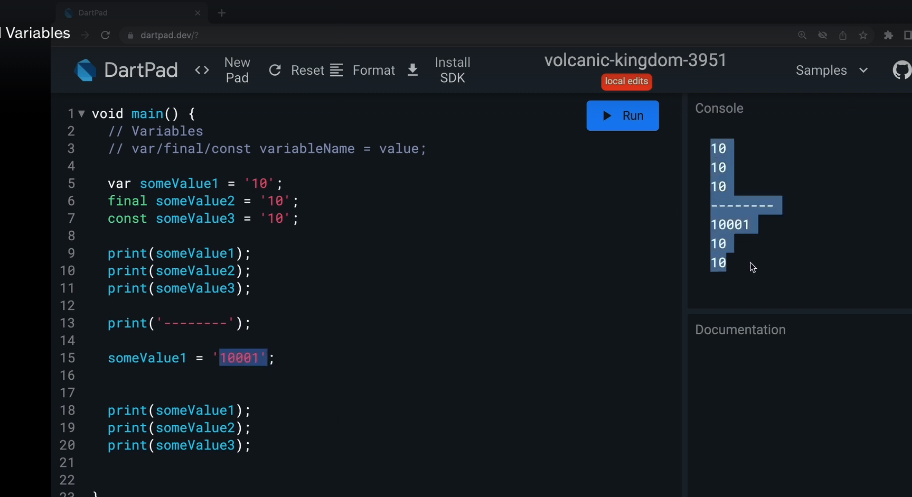 DartPad
l Variables
dartpad.dev/?
DartPad
<> New Pad
Reset
Format
Install SDK
volcanic-kingdom-3951
local edits
Samples
1 void main() {
2 // Variables
3 // var/final/const variableName = value;
4
5 var someValue1 = '10';
6 final someValue2 = '10';
7 const someValue3 = '10';
8
9 print(someValue1);
10 print(someValue2);
11 print(someValue3);
12
13 print('--------');
14
15 someValue1 = '10001';
16
17
18 print(someValue1);
19 print(someValue2);
20 print(someValue3);
21
22
23 }
Run
Console
10
10
10
--------
10001
10
10
Documentation